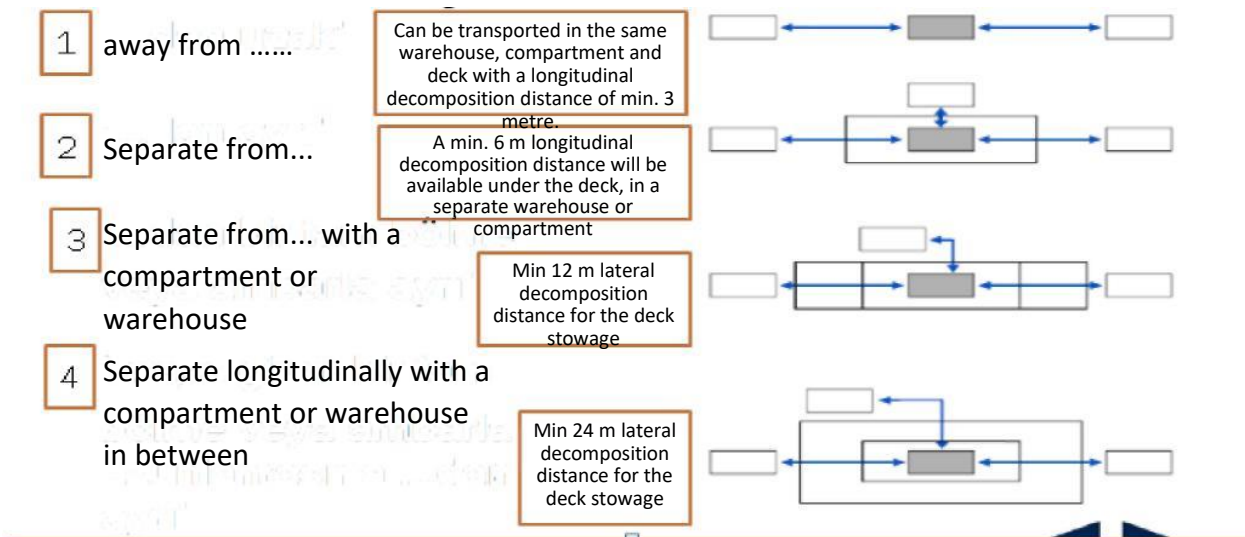 1
away from ......
Can be transported in the same
warehouse, compartment and
deck with a longitudinal
decomposition distance of min. 3
metre.
2
Separate from...
A min. 6 m longitudinal
decomposition distance will be
available under the deck, in a
separate warehouse or
compartment
3
Separate from... with a
compartment or
warehouse
Min 12 m lateral
decomposition
distance for the deck
stowage
4
Separate longitudinally with a
compartment or warehouse
in between
Min 24 m lateral
decomposition
distance for the
deck stowage